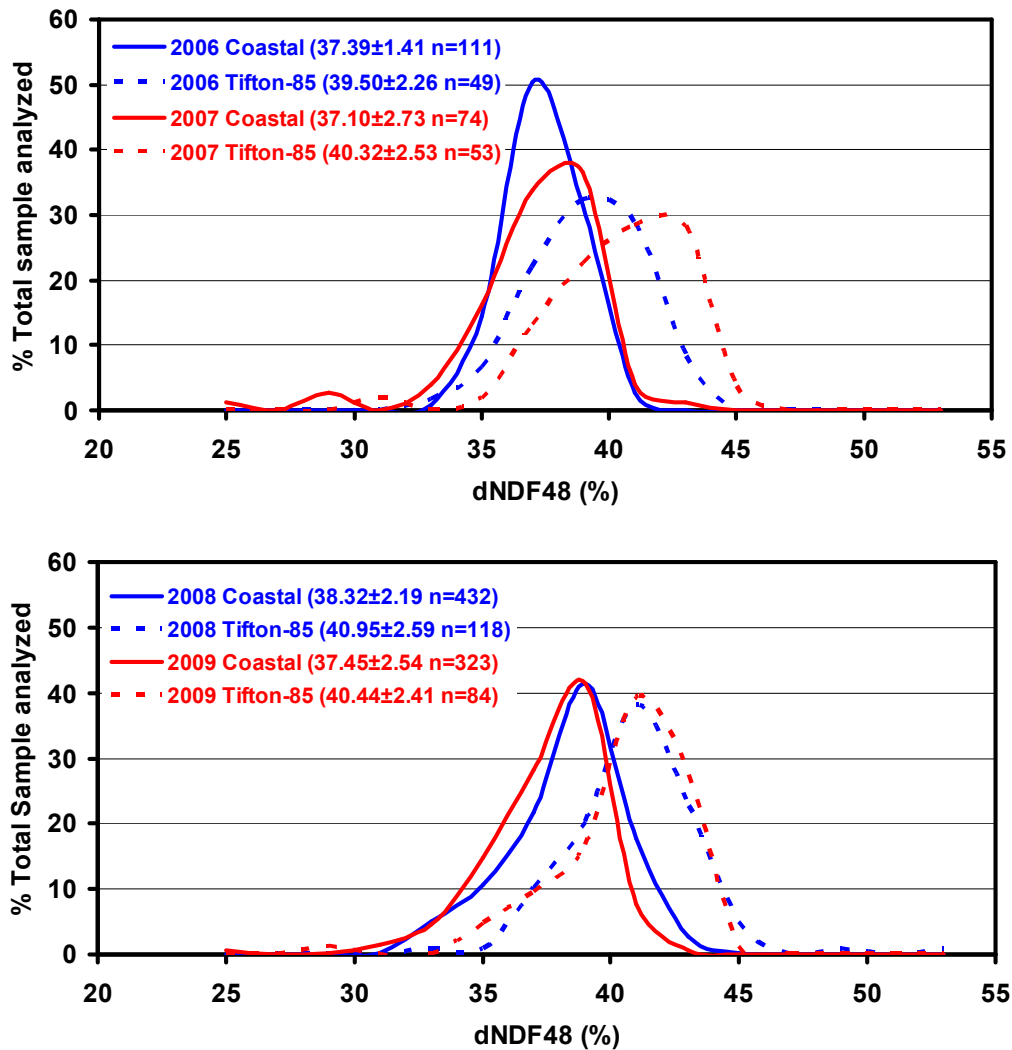 60
50
40
30
20
10
0
% Total sample analyzed
2006 Coastal (37.39±1.41 n=111)
2006 Tifton-85 (39.50±2.26 n=49)
2007 Coastal (37.10±2.73 n=74)
2007 Tifton-85 (40.32±2.53 n=53)
20 25 30 35 40 45 50 55
dNDF48 (%)
60
50
40
30
20
10
0
% Total Sample analyzed
2008 Coastal (38.32±2.19 n=432)
2008 Tifton-85 (40.95±2.59 n=118)
2009 Coastal (37.45±2.54 n=323)
2009 Tifton-85 (40.44±2.41 n=84)
20 25 30 35 40 45 50 55
dNDF48 (%)